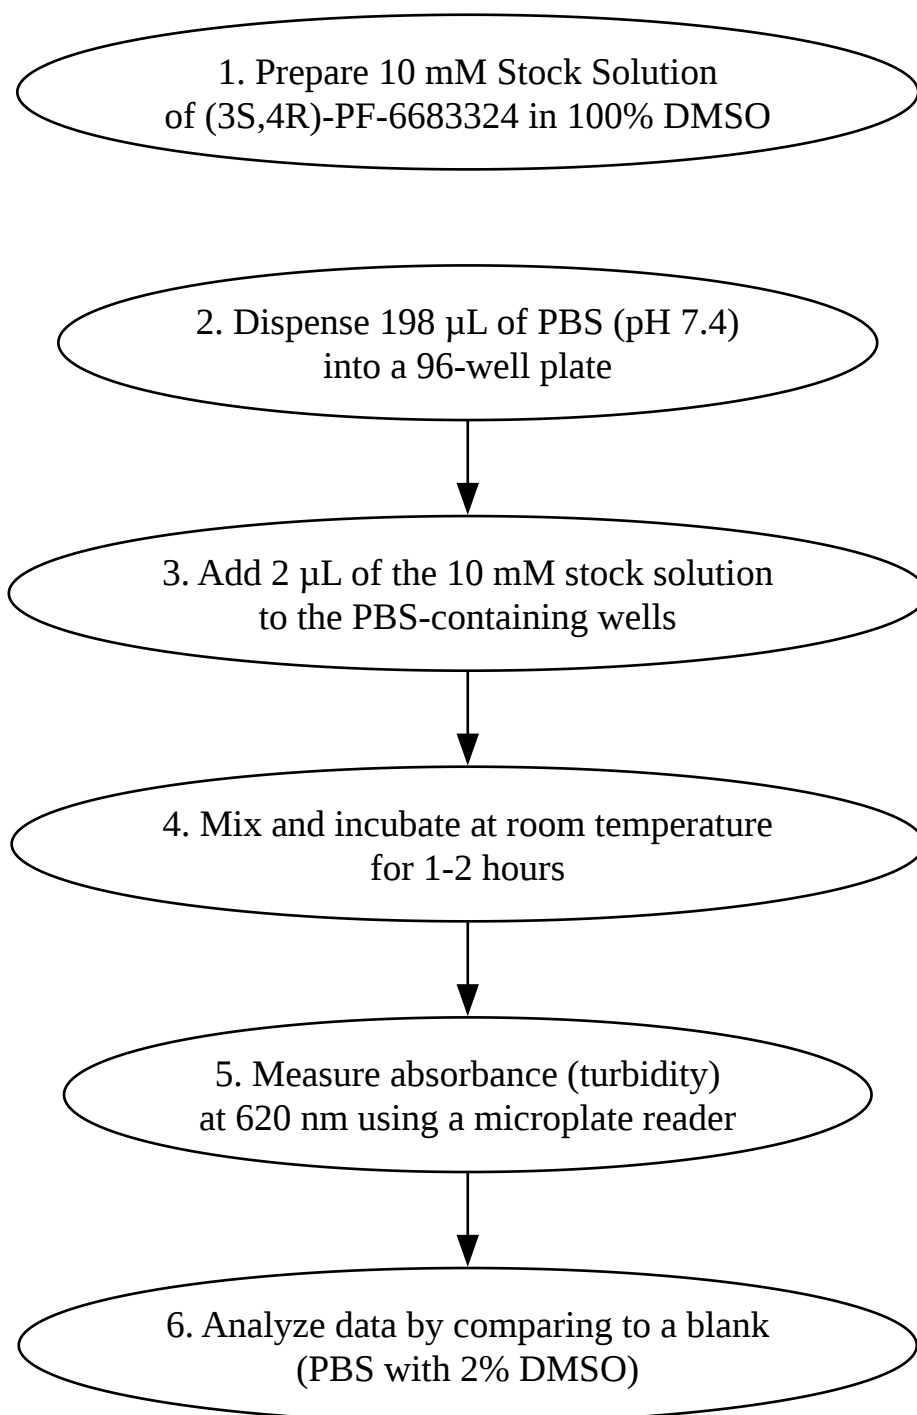 1. Prepare 10 mM Stock Solution
of (3S,4R)-PF-6683324 in 100% DMSO
2. Dispense 198 µL of PBS (pH 7.4)
into a 96-well plate
3. Add 2 µL of the 10 mM stock solution
to the PBS-containing wells
4. Mix and incubate at room temperature
for 1-2 hours
5. Measure absorbance (turbidity)
at 620 nm using a microplate reader
6. Analyze data by comparing to a blank
(PBS with 2% DMSO)